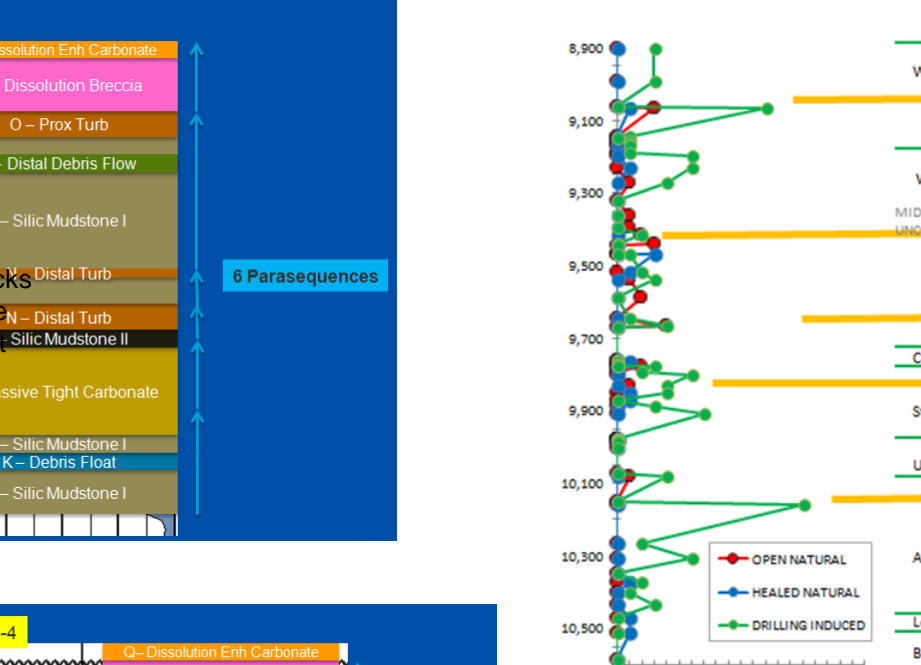 ssolution Enh Carbonate
Dissolution Breccia
O – Prox Turb
- Distal Debris Flow
– Silic Mudstone I
Distal Turb
cks
N – Distal Turb
Silic Mudstone II
ssive Tight Carbonate
– Silic Mudstone I
K – Debris Float
– Silic Mudstone I
6 Parasequences
-4
Q– Dissolution Enh Carbonate
8,900
9,100
9,300
9,500
9,700
9,900
10,100
10,300
10,500
OPEN NATURAL
HEALED NATURAL
DRILLING INDUCED
W
MID
UNC
C
U
A
L
B